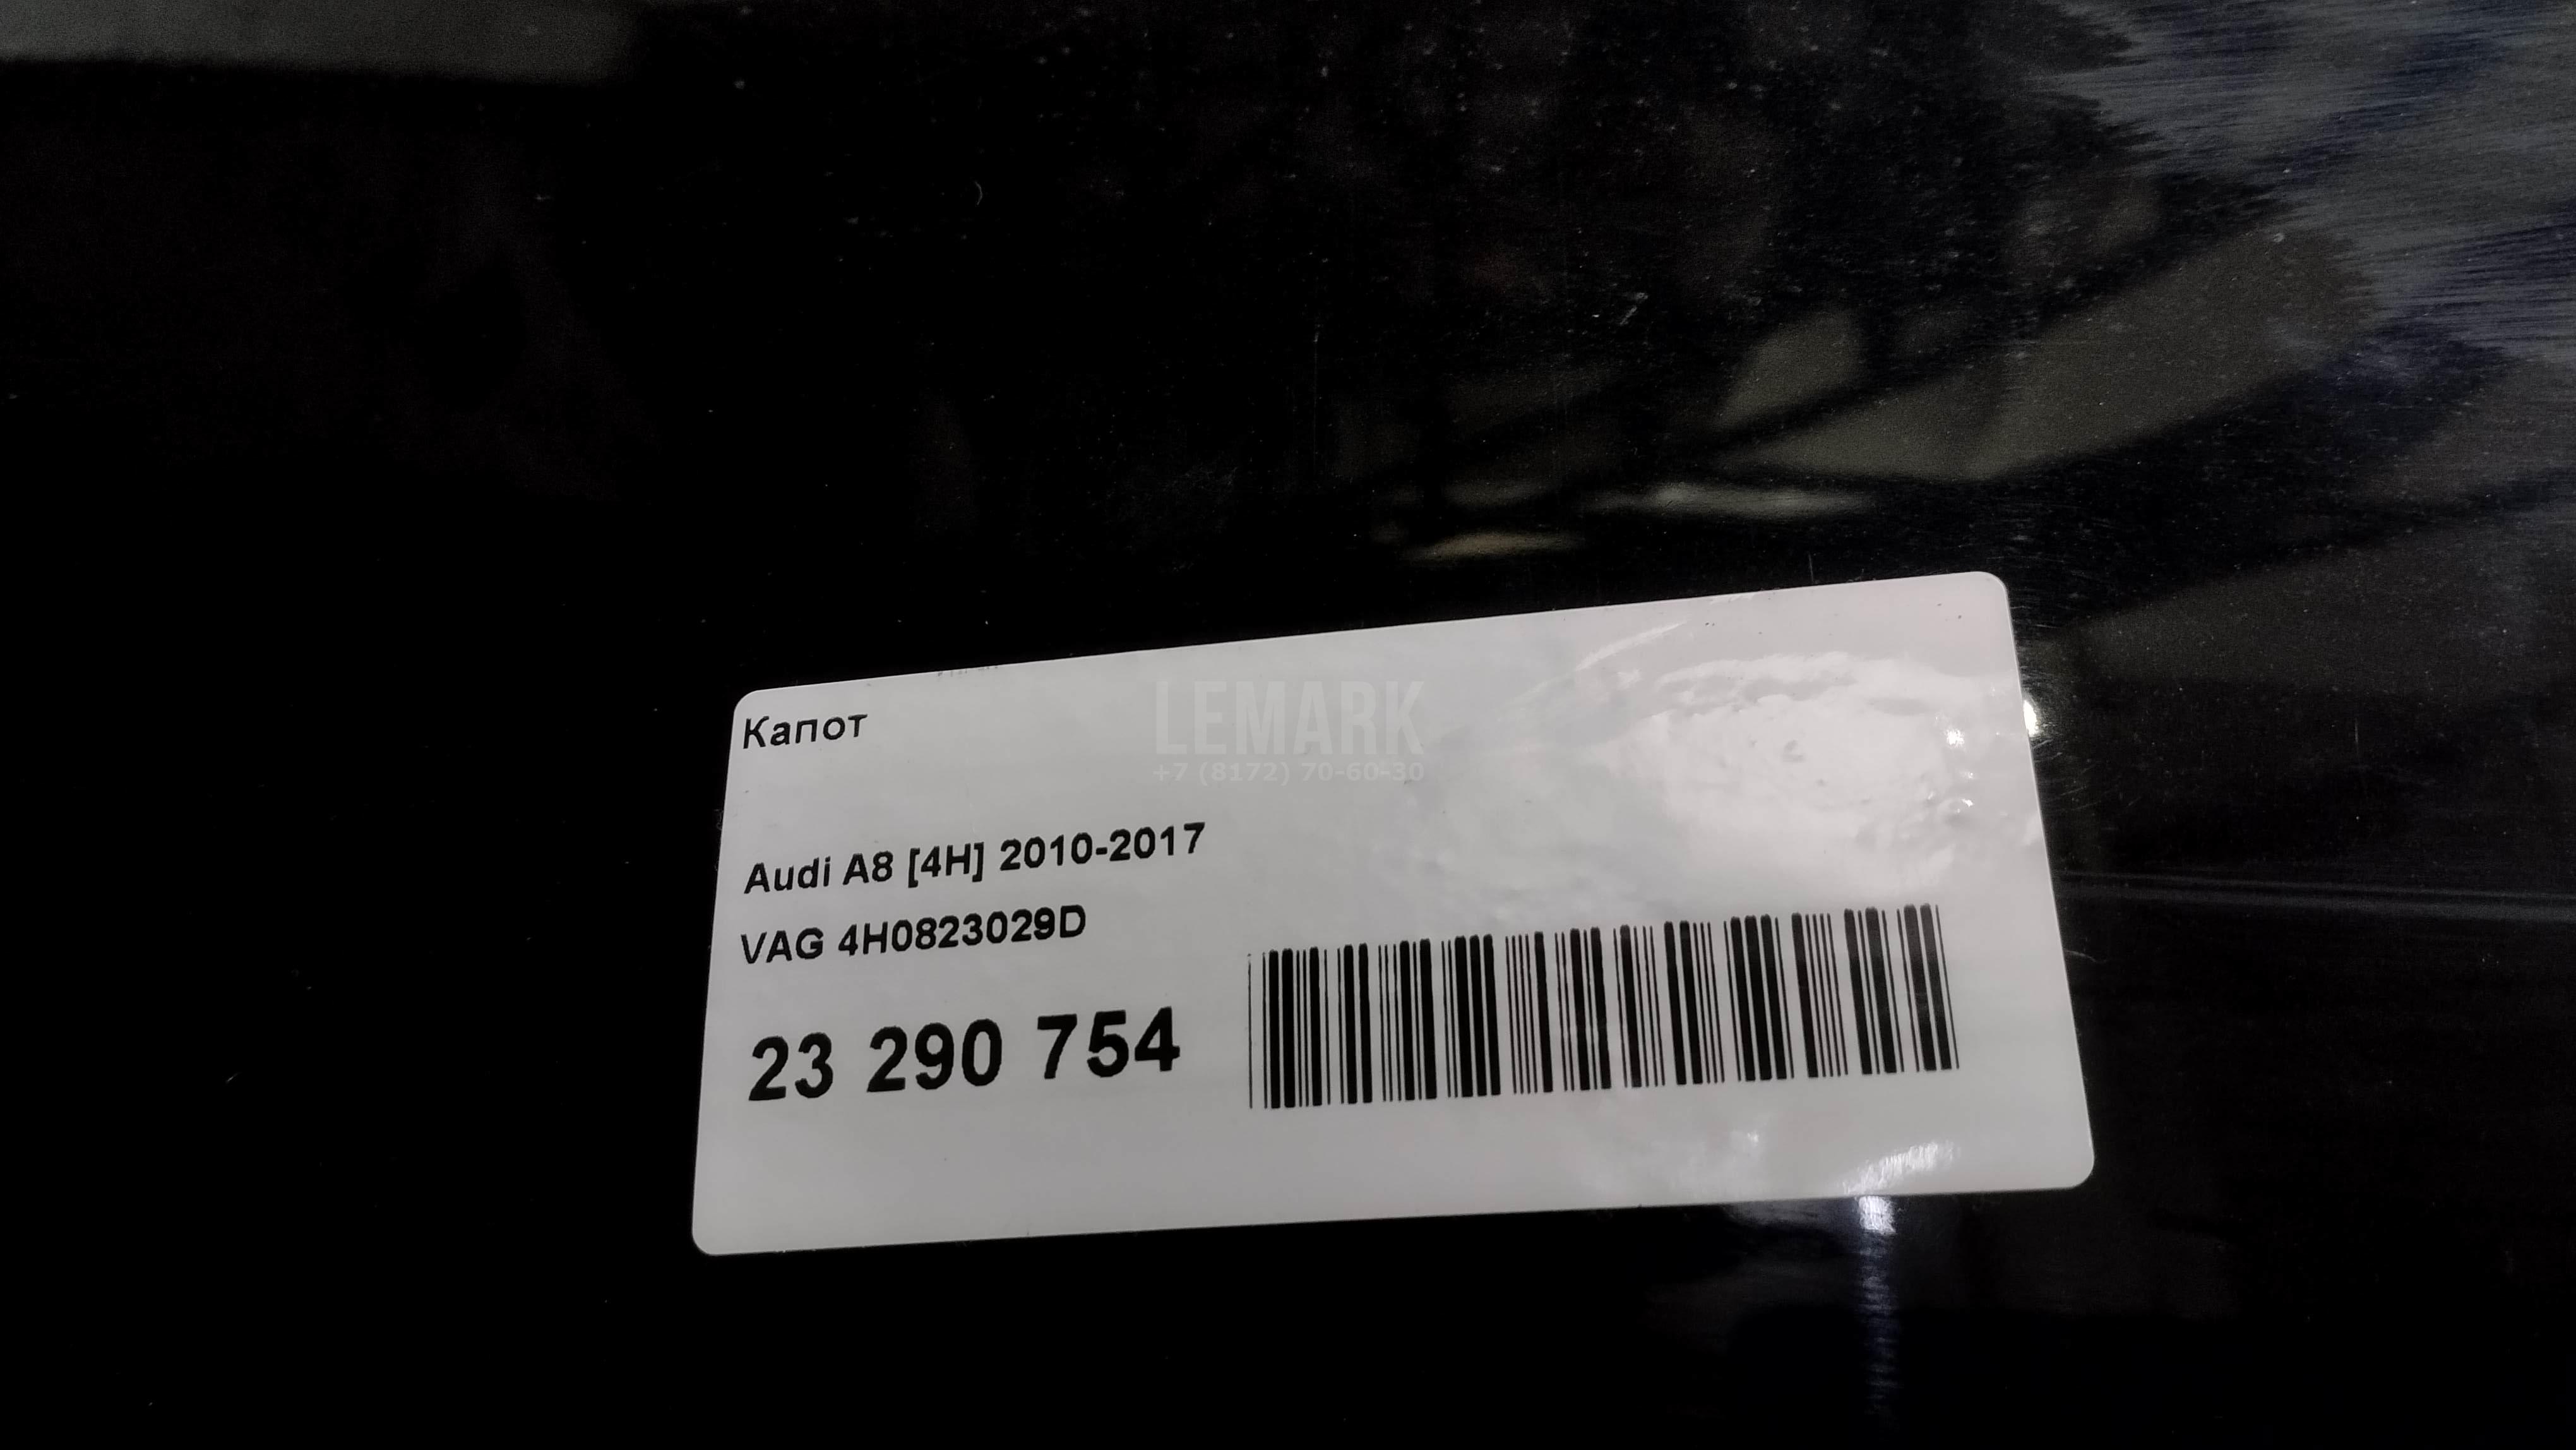 Капот
LEMARK
+7 (8172) 70-60-30
Audi A8 [4H] 2010-2017
VAG 4H0823029D
23 290 754